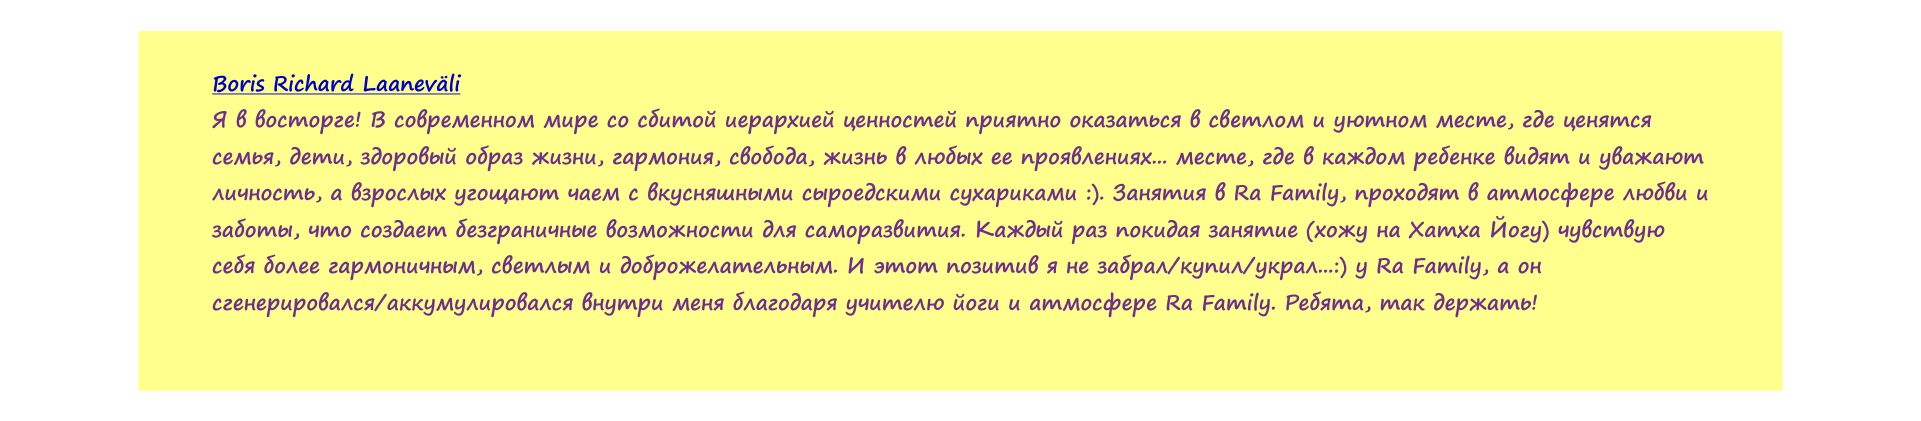 Boris Richard Laaneväli
Я в восторге! В современном мире со сбитой иерархией ценностей приятно оказаться в светлом и уютном месте, где ценятся
семья, дети, здоровый образ жизни, гармония, свобода, жизнь в любых ее проявлениях... месте, где в каждом ребенке видят и уважают
личность, а взрослых угощают чаем с вкусняшными сыроедскими сухариками :). Занятия в Ra Family, проходят в атмосфере любви и
заботы, что создает безграничные возможности для саморазвития. Каждый раз покидая занятие (хожу на Хатха Йогу) чувствую
себя более гармоничным, светлым и доброжелательным. И этот позитив я не забрал/купил/украл...:) у Ra Family, а он
сгенерировался/аккумулировался внутри меня благодаря учителю йоги и атмосфере Ra Family. Ребята, так держать!